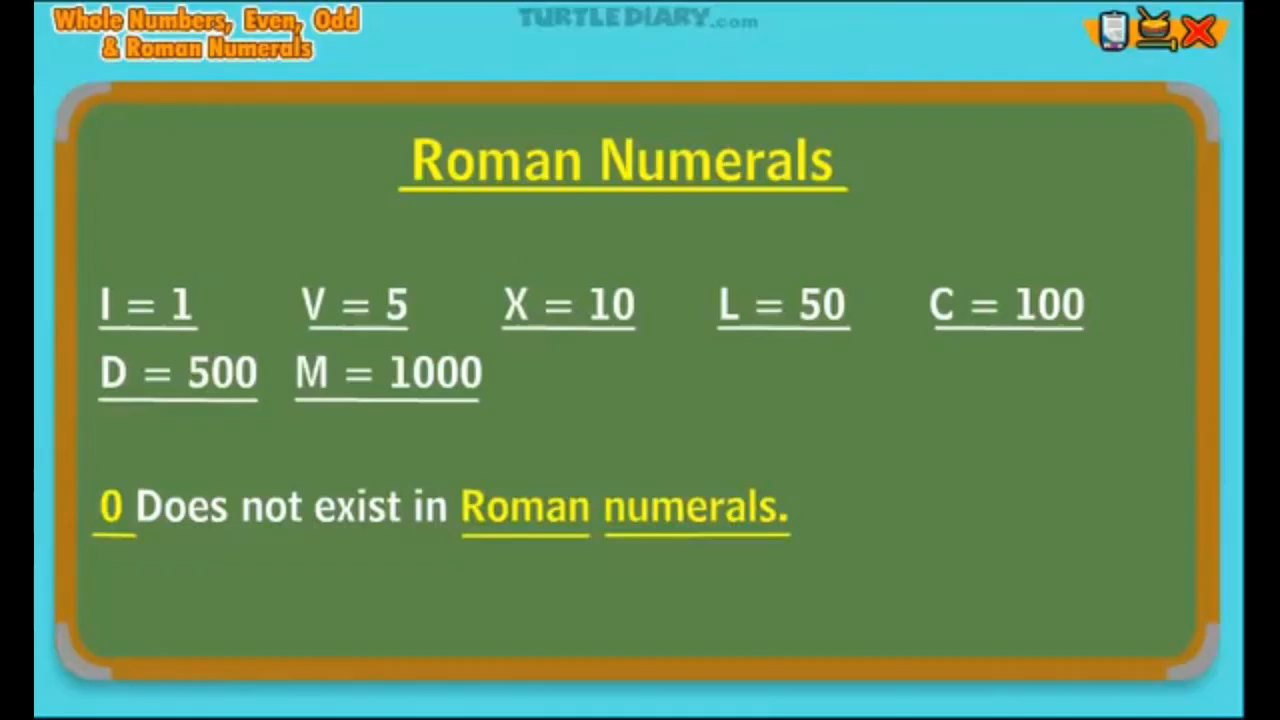 Whole Numbers, Even, Odd
& Roman Numerals
TURTLEDIARY.com
Roman Numerals
I = 1 V = 5 X = 10 L = 50 C = 100
D = 500 M = 1000
0 Does not exist in Roman numerals.